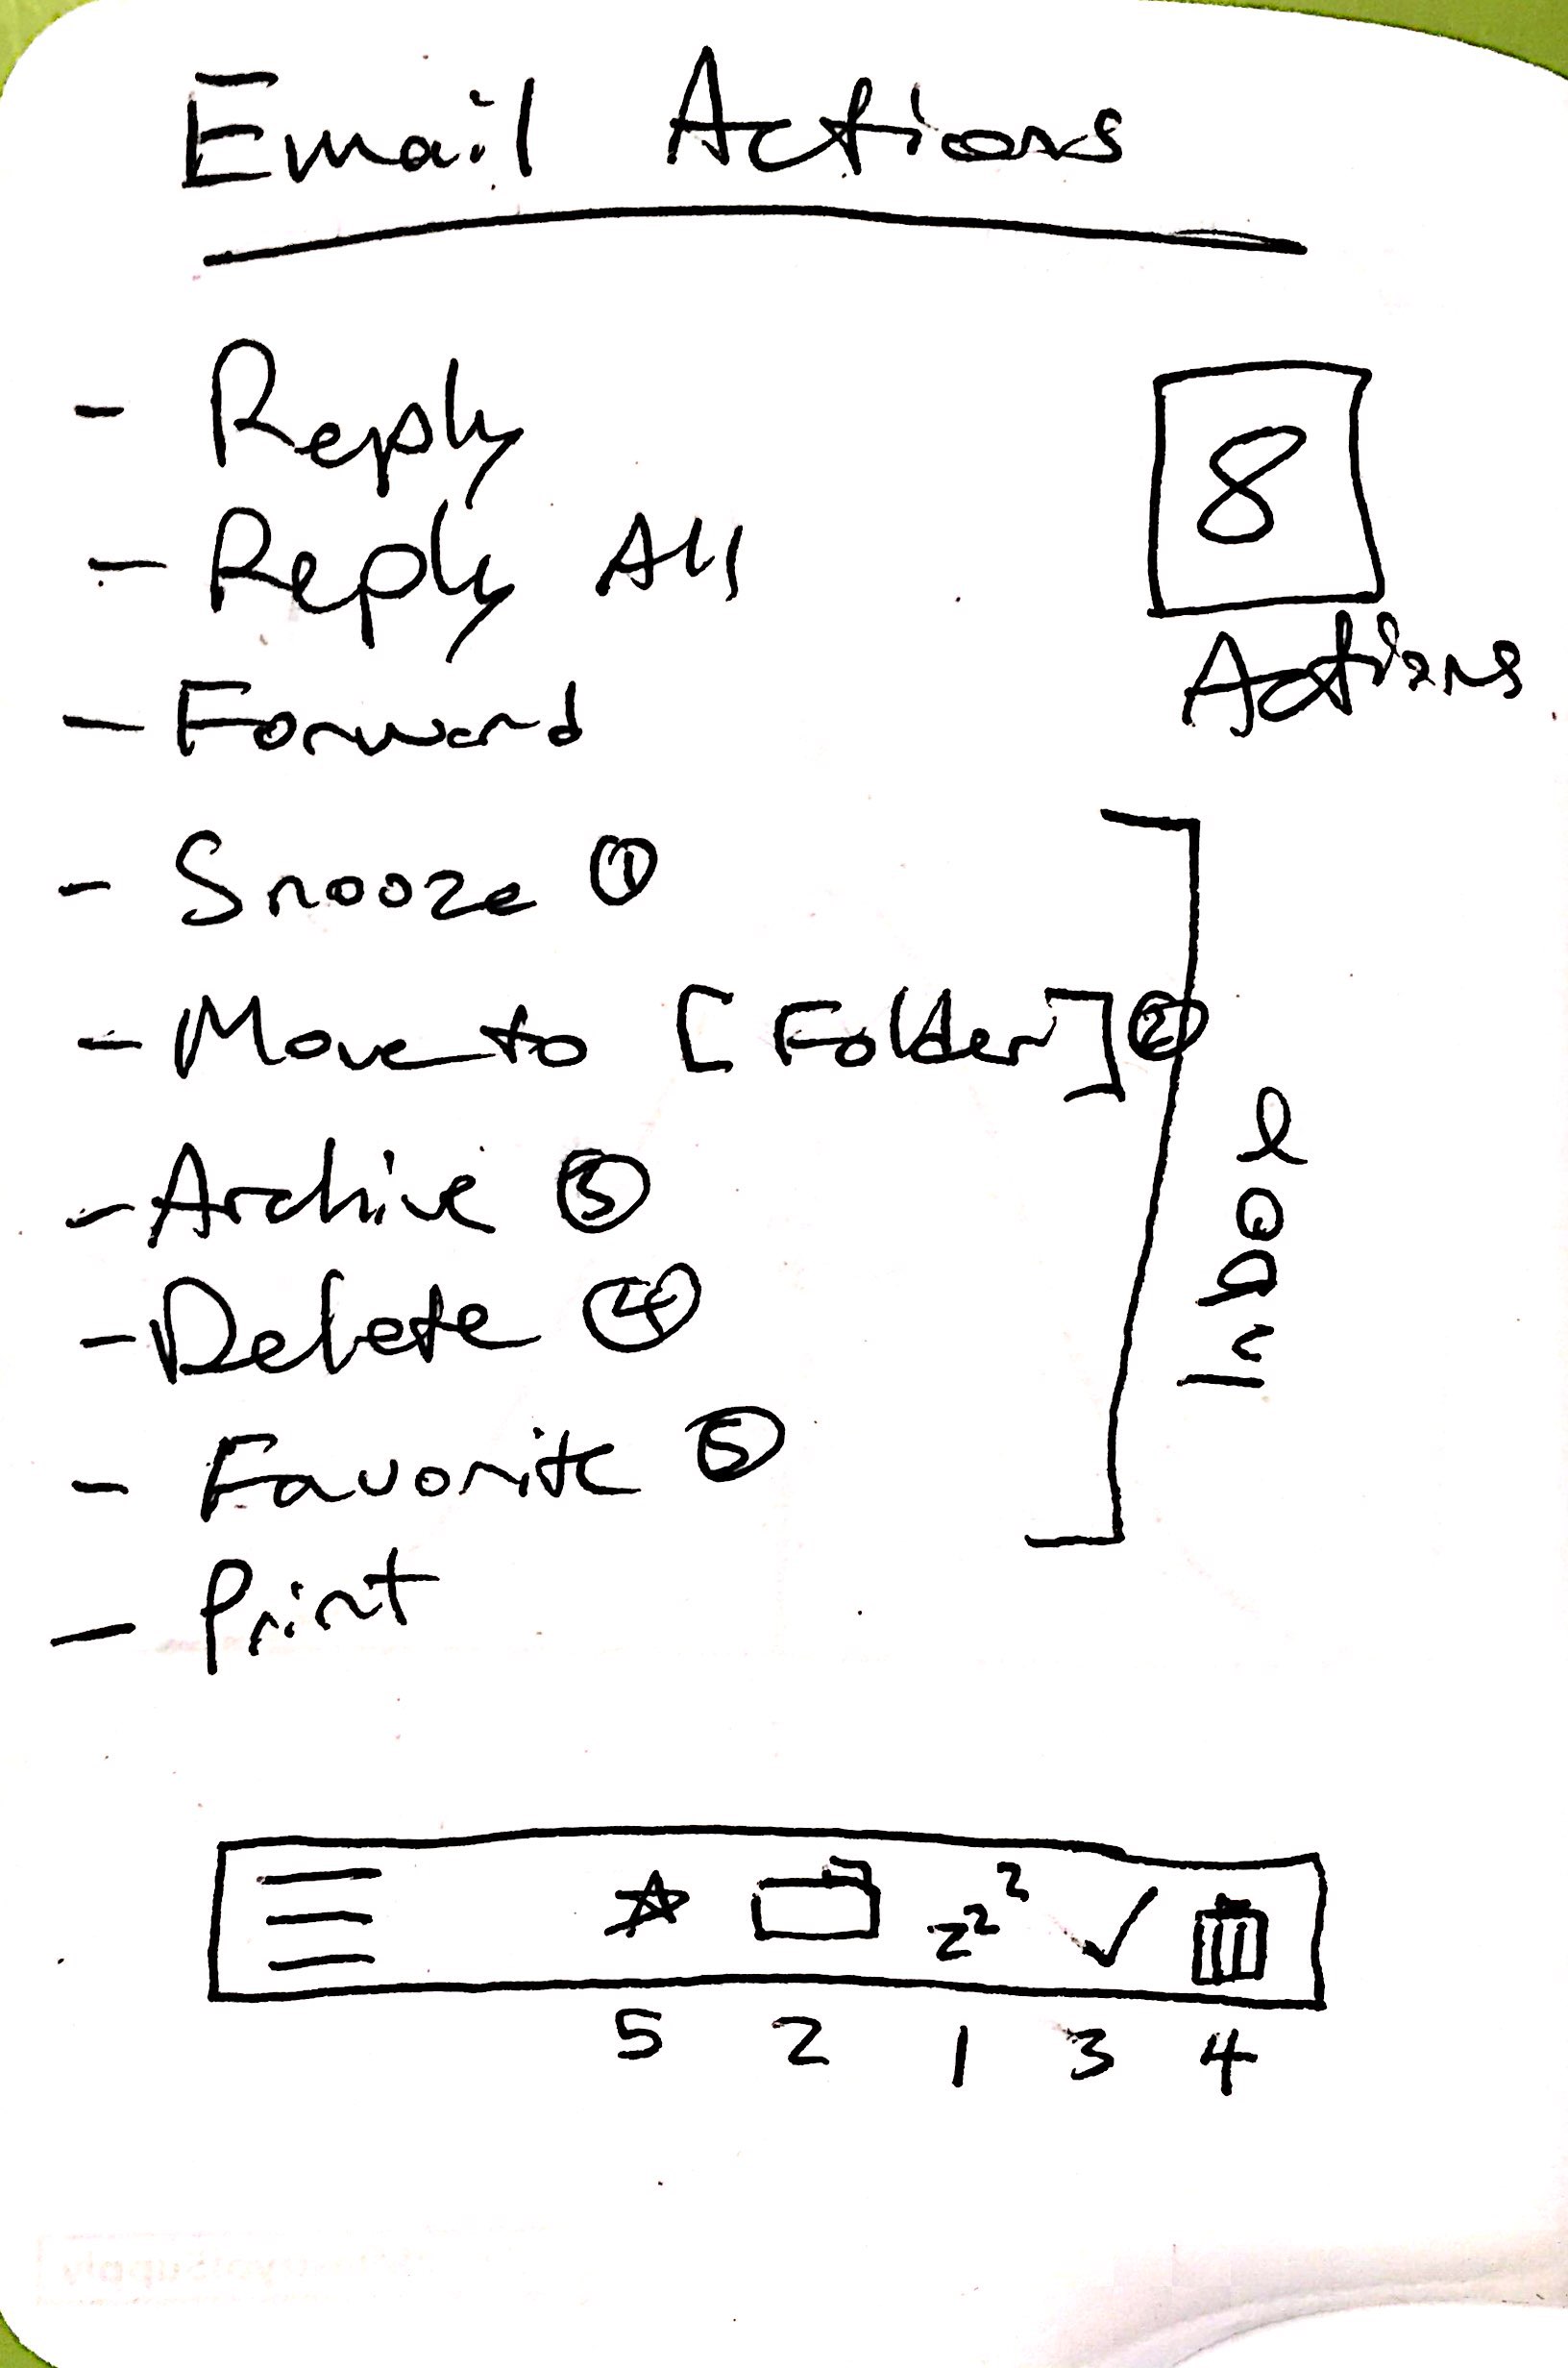 Email Actions
- Reply
- Reply All
- Forward
- Snooze ①
- Move to [Folder] ②
- Archive ③
- Delete ④
- Favorite ⑤
- Print
8
Actions
z z z
5 2 1 3 4